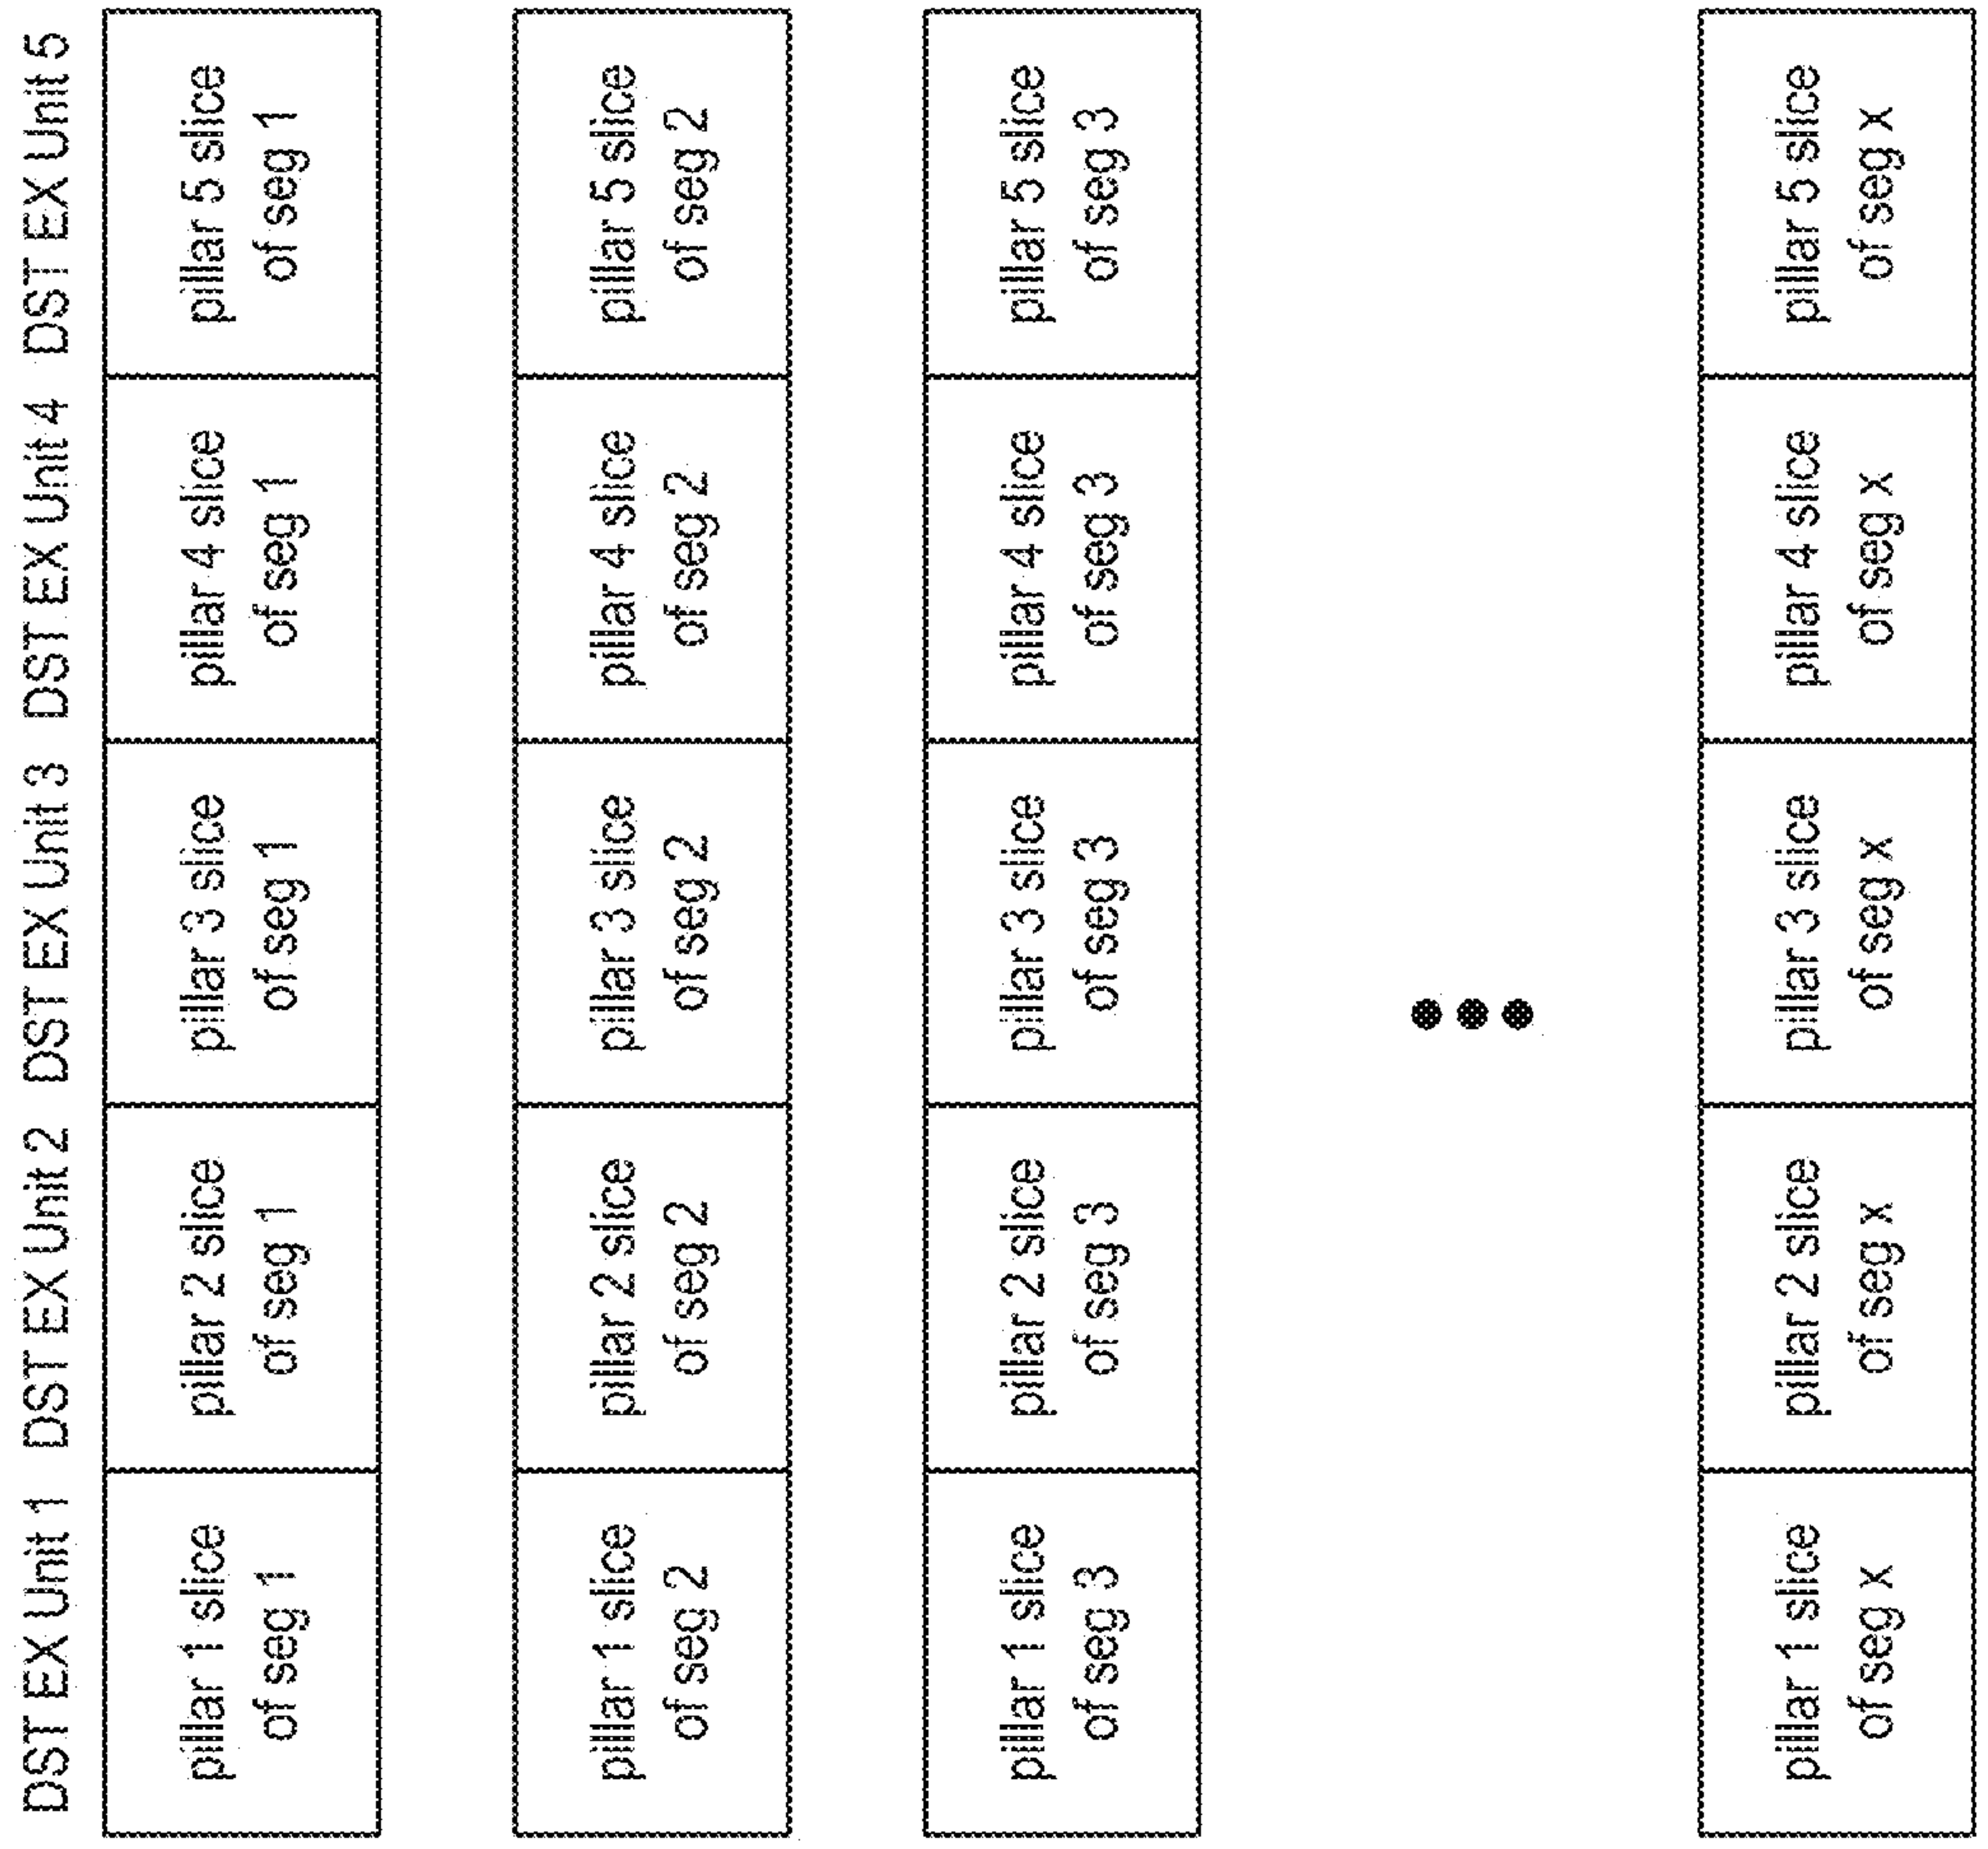 DST EX Unit 1 DST EX Unit 2 DST EX Unit 3 DST EX Unit 4 DST EX Unit 5
pillar 1 slice
of seg 1
pillar 2 slice
of seg 1
pillar 3 slice
of seg 1
pillar 4 slice
of seg 1
pillar 5 slice
of seg 1
pillar 1 slice
of seg 2
pillar 2 slice
of seg 2
pillar 3 slice
of seg 2
pillar 4 slice
of seg 2
pillar 5 slice
of seg 2
pillar 1 slice
of seg 3
pillar 2 slice
of seg 3
pillar 3 slice
of seg 3
pillar 4 slice
of seg 3
pillar 5 slice
of seg 3
pillar 1 slice
of seg x
pillar 2 slice
of seg x
pillar 3 slice
of seg x
pillar 4 slice
of seg x
pillar 5 slice
of seg x